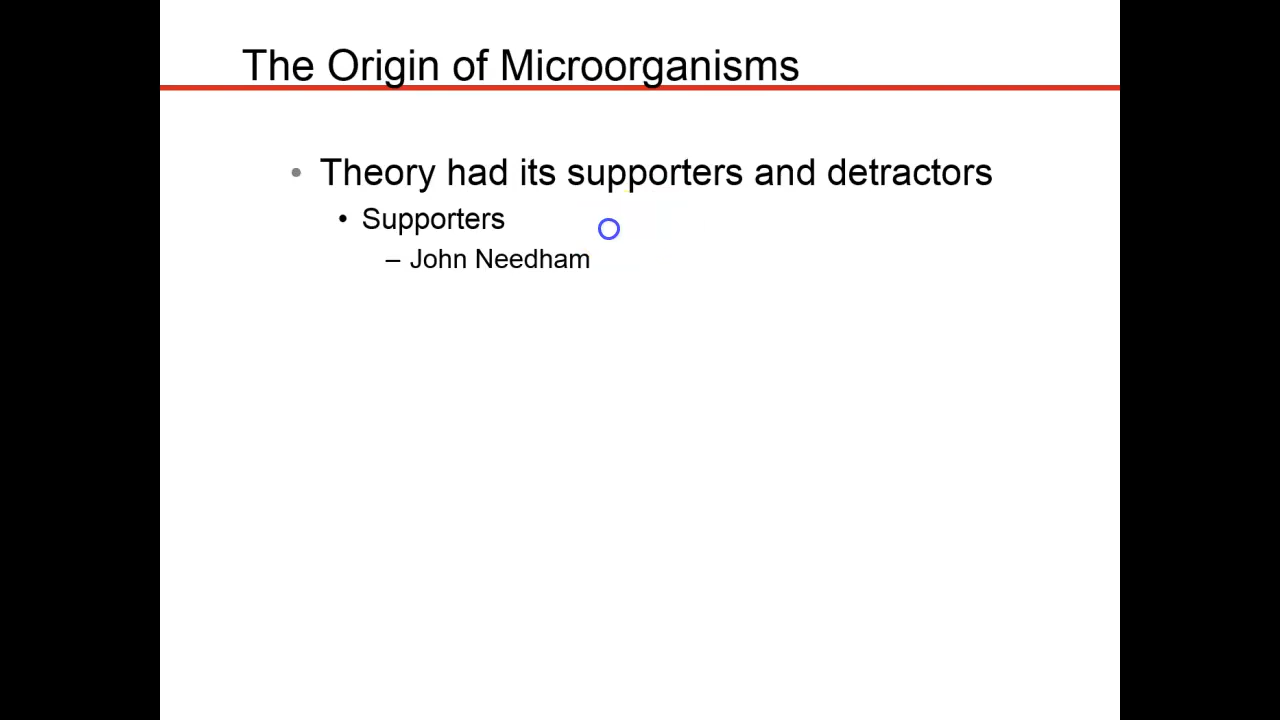 The Origin of Microorganisms
• Theory had its supporters and detractors
• Supporters
– John Needham